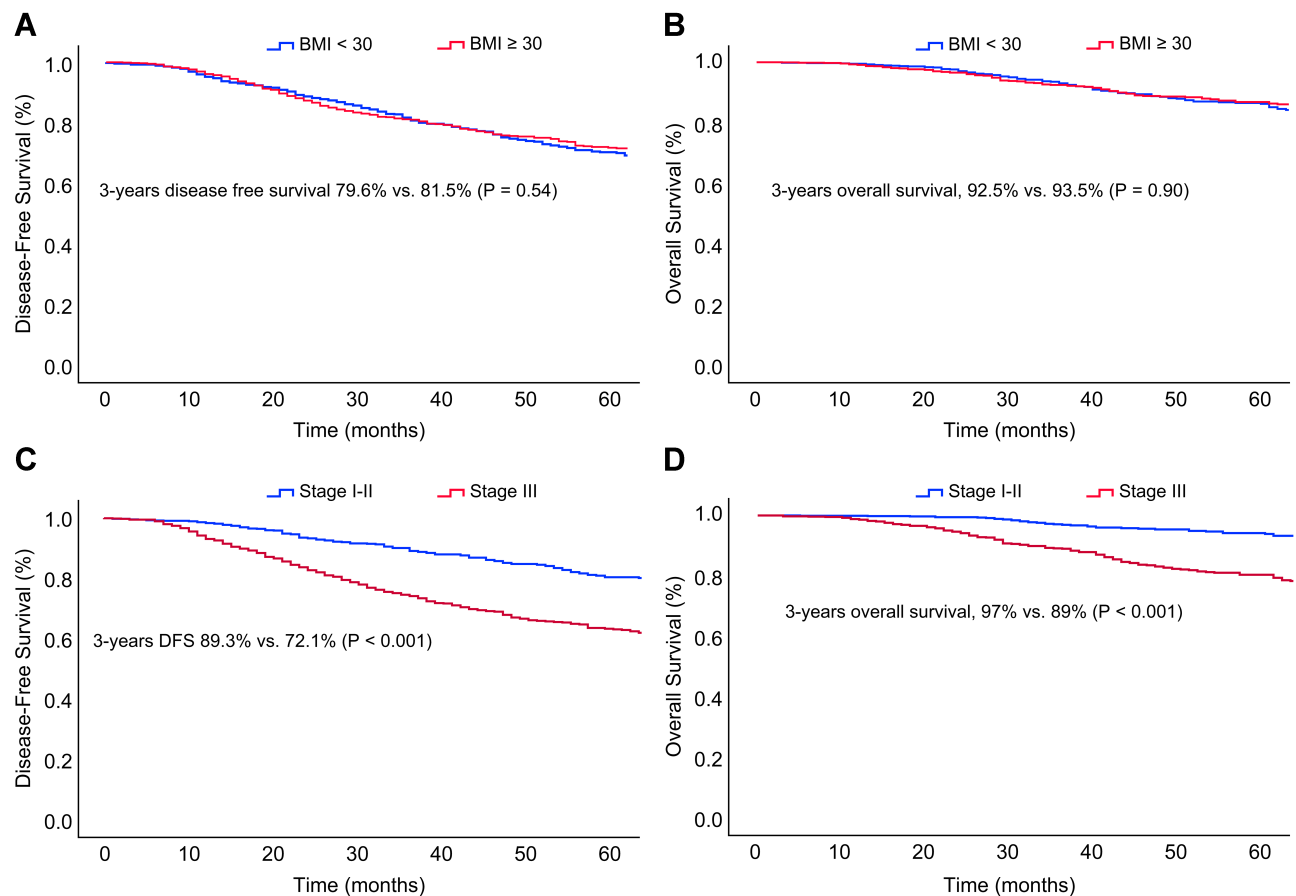 A
BMI < 30 BMI ≥ 30
Disease-Free Survival (%)
1.0
0.8
0.6
0.4
0.2
0.0
3-years disease free survival 79.6% vs. 81.5% (P = 0.54)
0 10 20 30 40 50 60
Time (months)
B
BMI < 30 BMI ≥ 30
Overall Survival (%)
1.0
0.8
0.6
0.4
0.2
0.0
3-years overall survival, 92.5% vs. 93.5% (P = 0.90)
0 10 20 30 40 50 60
Time (months)
C
Stage I-II Stage III
Disease-Free Survival (%)
1.0
0.8
0.6
0.4
0.2
0.0
3-years DFS 89.3% vs. 72.1% (P < 0.001)
0 10 20 30 40 50 60
Time (months)
D
Stage I-II Stage III
Overall Survival (%)
1.0
0.8
0.6
0.4
0.2
0.0
3-years overall survival, 97% vs. 89% (P < 0.001)
0 10 20 30 40 50 60
Time (months)